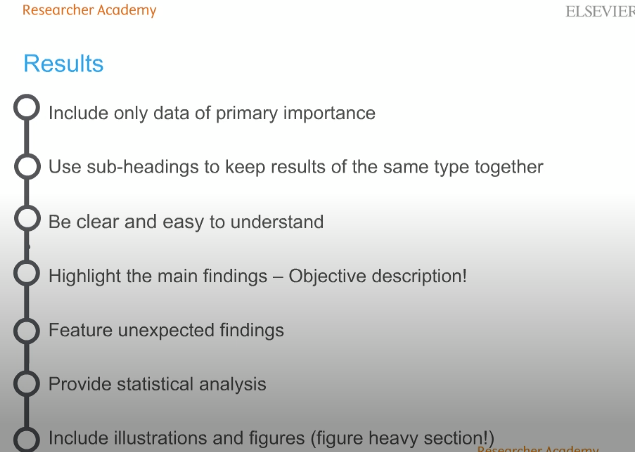 Researcher Academy
ELSEVIER
Results
Include only data of primary importance
Use sub-headings to keep results of the same type together
Be clear and easy to understand
Highlight the main findings – Objective description!
Feature unexpected findings
Provide statistical analysis
Include illustrations and figures (figure heavy section!)
Researcher Academy